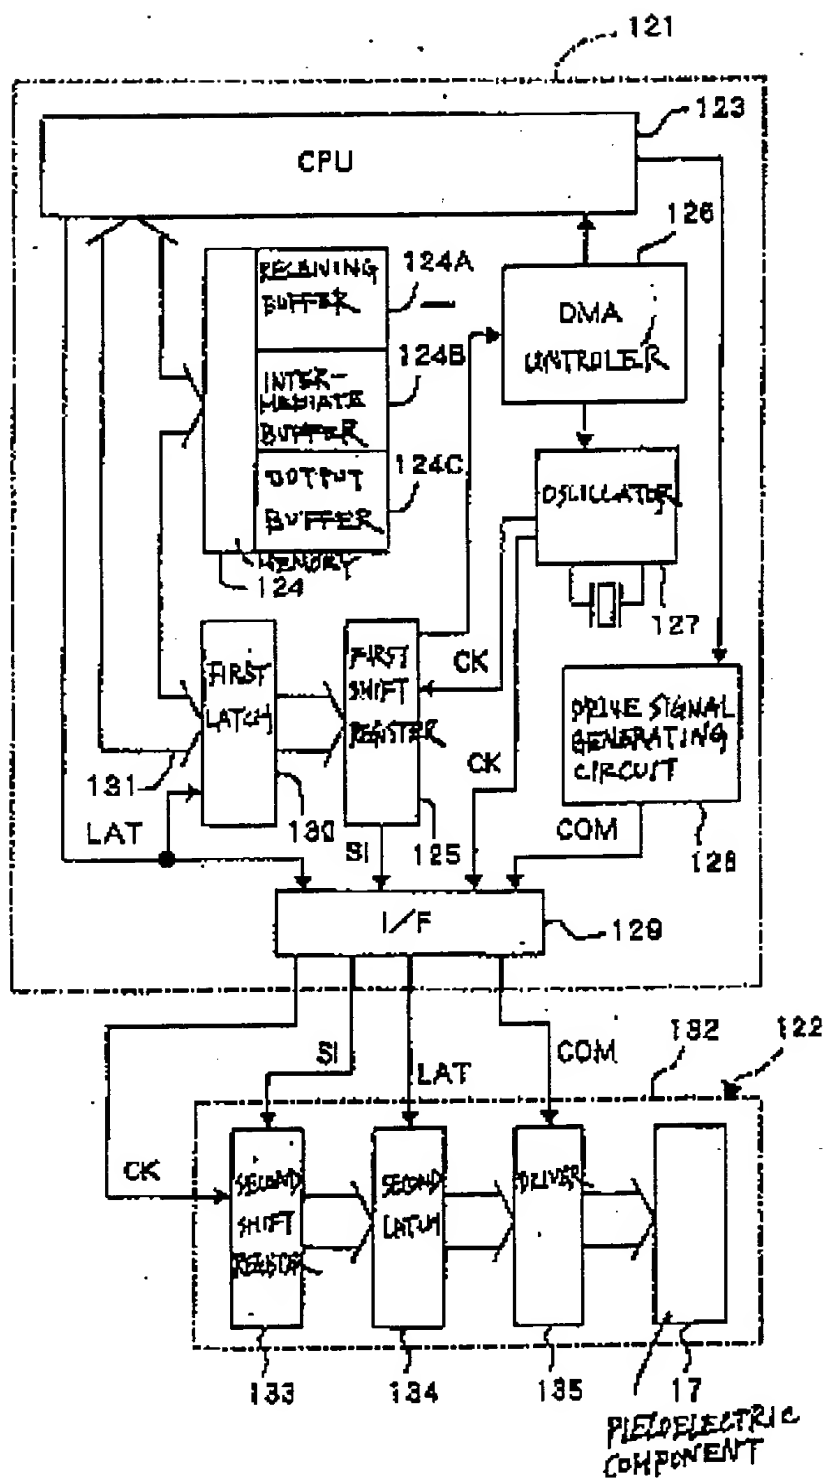 121
123
CPU
126
RECEIVING
BUFFER
124A
DMA
CONTROLER
INTER-
MEDIATE
BUFFER
124B
OUTPUT
BUFFER
124C
OSCILLATOR
MEMORY
124
127
FIRST
LATCH
FIRST
SHIFT
REGISTER
CK
DRIVE SIGNAL
GENERATING
CIRCUIT
CK
131
130
LAT
SI
125
COM
128
I/F
129
132
122
SI
LAT
COM
CK
SECOND
SHIFT
SECOND
LATCH
DRIVER
133
134
135
17
PIEZOELECTRIC
COMPONENT